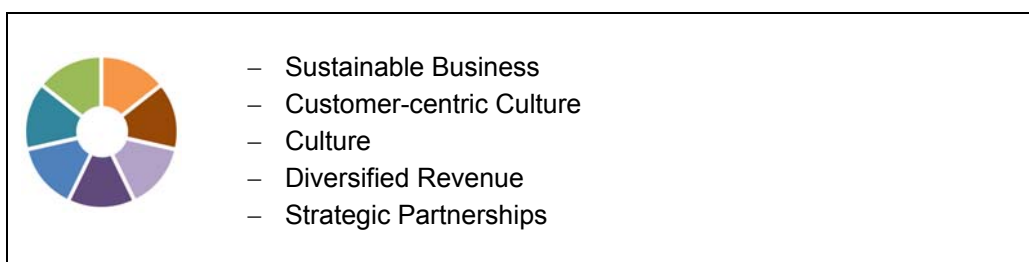 – Sustainable Business
– Customer-centric Culture
– Culture
– Diversified Revenue
– Strategic Partnerships